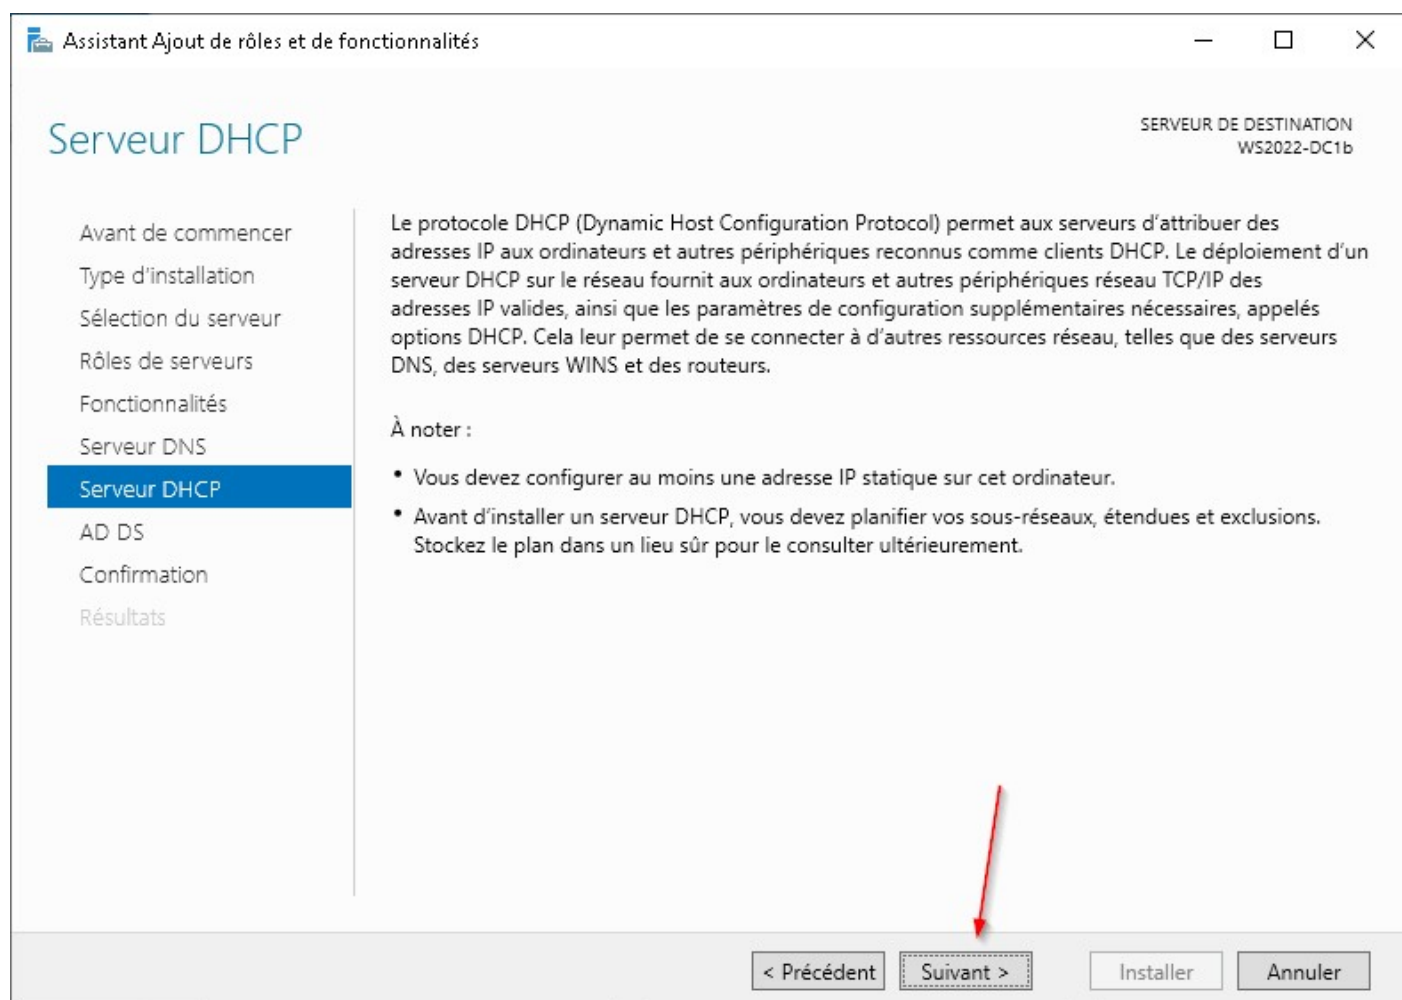 Assistant Ajout de rôles et de fonctionnalités
Serveur DHCP
SERVEUR DE DESTINATION
WS2022-DC1b
Avant de commencer
Type d'installation
Sélection du serveur
Rôles de serveurs
Fonctionnalités
Serveur DNS
Serveur DHCP
AD DS
Confirmation
Résultats
Le protocole DHCP (Dynamic Host Configuration Protocol) permet aux serveurs d'attribuer des
adresses IP aux ordinateurs et autres périphériques reconnus comme clients DHCP. Le déploiement d'un
serveur DHCP sur le réseau fournit aux ordinateurs et autres périphériques réseau TCP/IP des
adresses IP valides, ainsi que les paramètres de configuration supplémentaires nécessaires, appelés
options DHCP. Cela leur permet de se connecter à d'autres ressources réseau, telles que des serveurs
DNS, des serveurs WINS et des routeurs.
À noter :
• Vous devez configurer au moins une adresse IP statique sur cet ordinateur.
• Avant d'installer un serveur DHCP, vous devez planifier vos sous-réseaux, étendues et exclusions.
Stockez le plan dans un lieu sûr pour le consulter ultérieurement.
< Précédent
Suivant >
Installer
Annuler